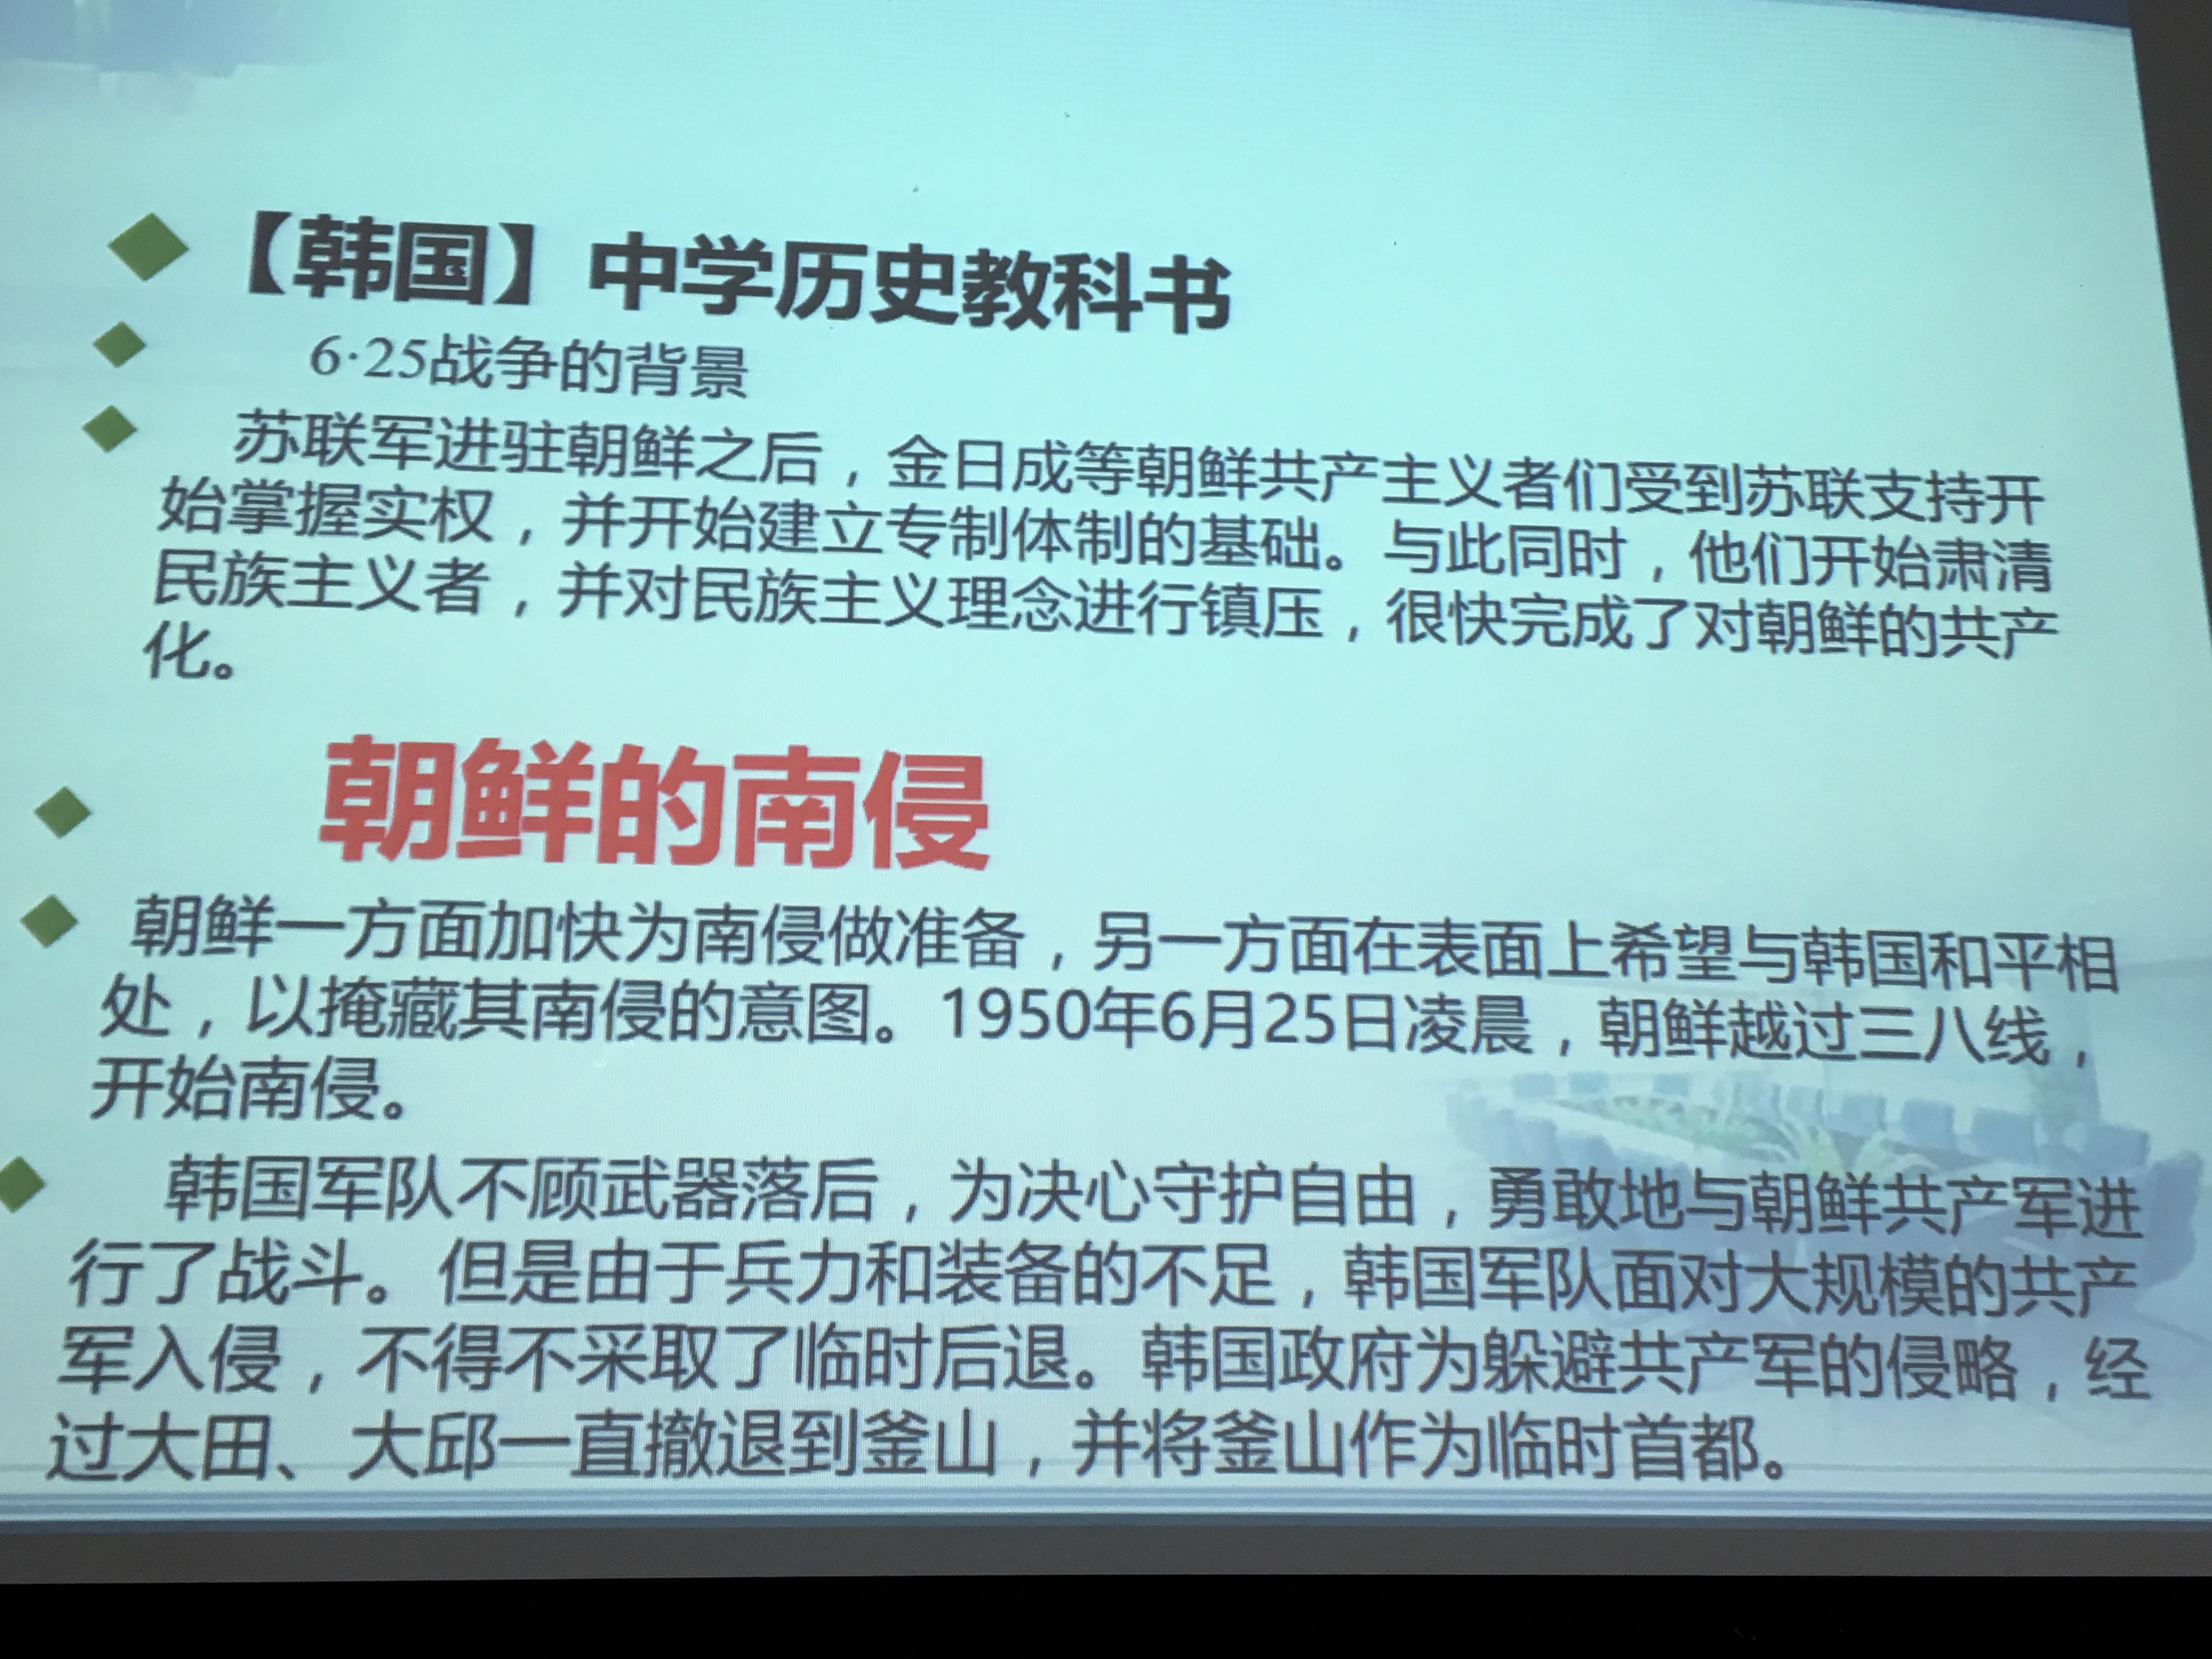 【韩国】中学历史教科书
6·25战争的背景
苏联军进驻朝鲜之后，金日成等朝鲜共产主义者们受到苏联支持开
始掌握实权，并开始建立专制体制的基础。与此同时，他们开始肃清
民族主义者，并对民族主义理念进行镇压，很快完成了对朝鲜的共产
化。
朝鲜的南侵
朝鲜一方面加快为南侵做准备，另一方面在表面上希望与韩国和平相
处，以掩藏其南侵的意图。1950年6月25日凌晨，朝鲜越过三八线，
开始南侵。
韩国军队不顾武器落后，为决心守护自由，勇敢地与朝鲜共产军进
行了战斗。但是由于兵力和装备的不足，韩国军队面对大规模的共产
军入侵，不得不采取了临时后退。韩国政府为躲避共产军的侵略，经
过大田、大邱一直撤退到釜山，并将釜山作为临时首都。